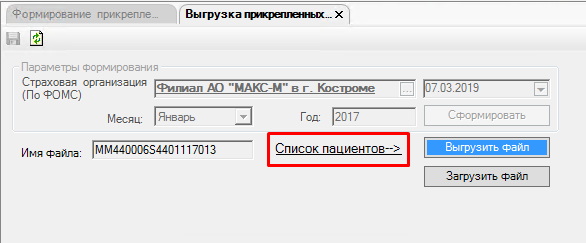 Формирование прикрепле...
Выгрузка прикрепленных...
Параметры формирования
Страховая организация (По ФОМС)
Филиал АО "МАКС-М" в г. Костроме ... 07.03.2019
Месяц: Январь Год: 2017 Сформировать
Имя файла: MM440006S4401117013 Список пациентов--> Выгрузить файл
Загрузить файл